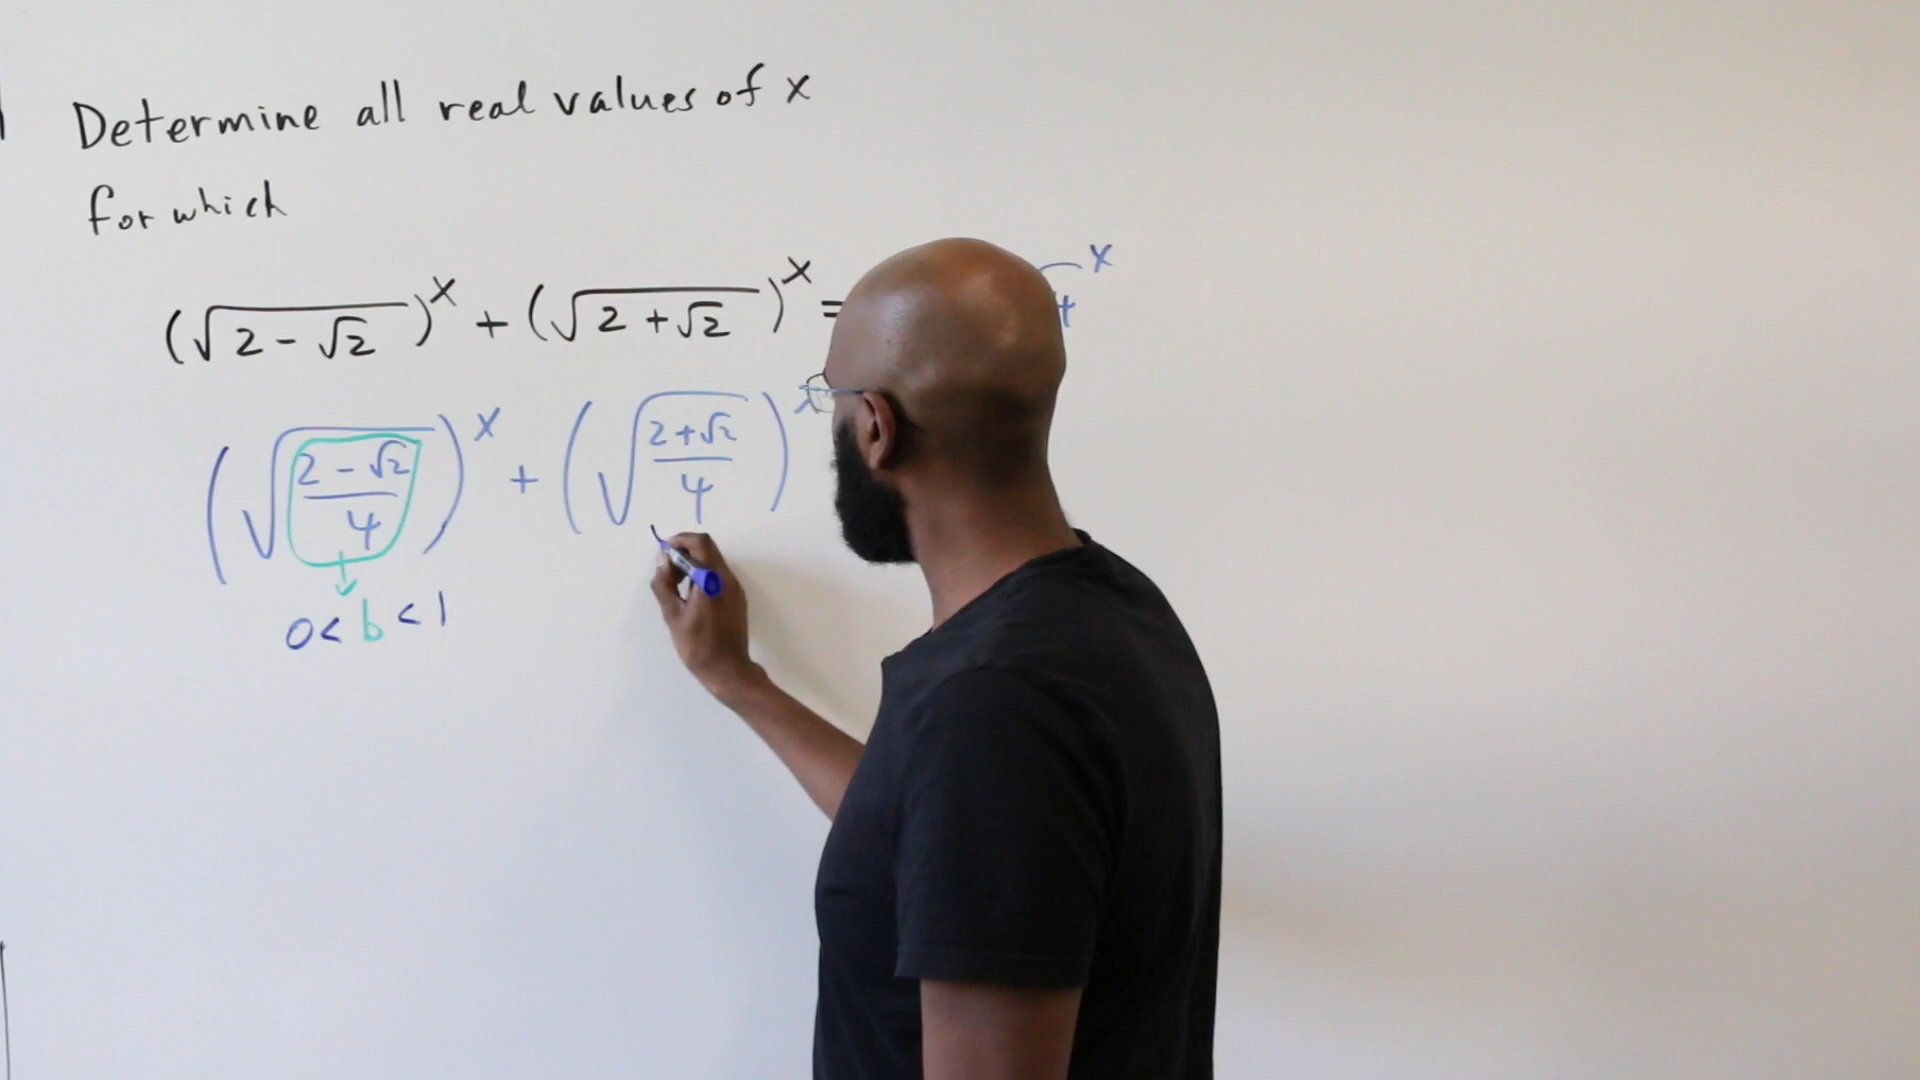 Determine all real values of x
for which
(√(2-√2))^x + (√(2+√2))^x =
x
4
(√((2-√2)/4))^x + (√((2+√2)/4))
0 < b < 1